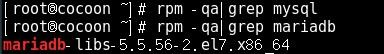 [root@cocoon ~]# rpm -qa|grep mysql
[root@cocoon ~]# rpm -qa|grep mariadb
mariadb-libs-5.5.56-2.el7.x86_64